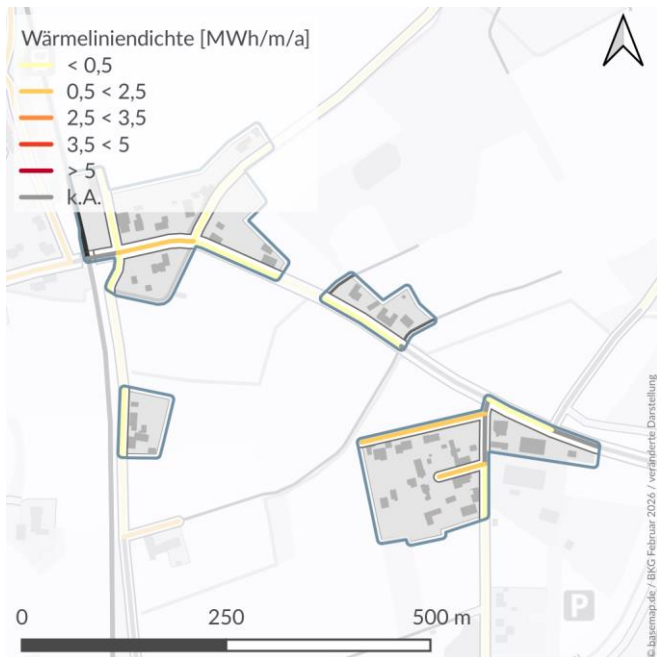 Wärmeliniendichte [MWh/m/a]
< 0,5
0,5 < 2,5
2,5 < 3,5
3,5 < 5
> 5
k.A.
P
0 250 500 m
© basemap.de / BKG Februar 2026 / veränderte Darstellung